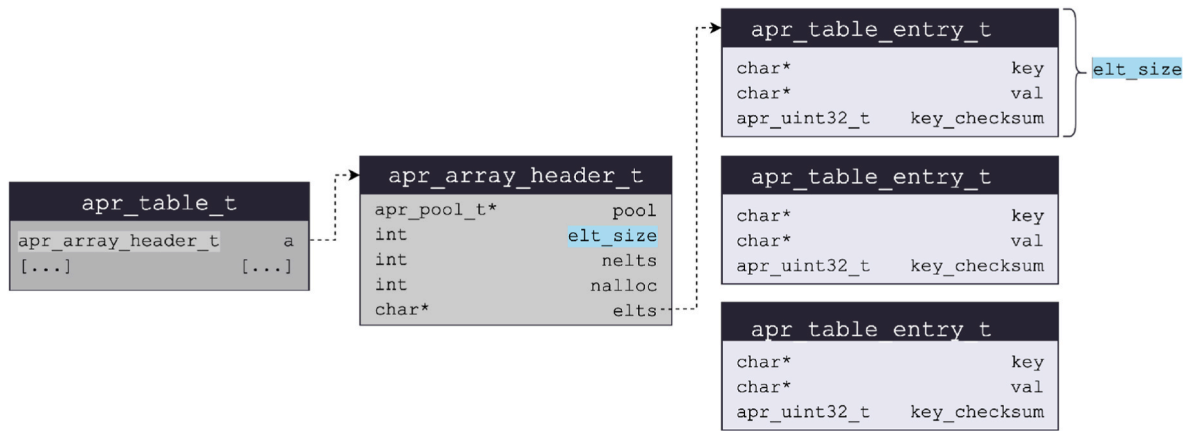 apr_table_t
apr_array_header_t a
[...] [...]
apr_array_header_t
apr_pool_t* pool
int elt_size
int nelts
int nalloc
char* elts
apr_table_entry_t
char* key
char* val
apr_uint32_t key_checksum
elt_size
apr_table_entry_t
char* key
char* val
apr_uint32_t key_checksum
apr_table_entry_t
char* key
char* val
apr_uint32_t key_checksum